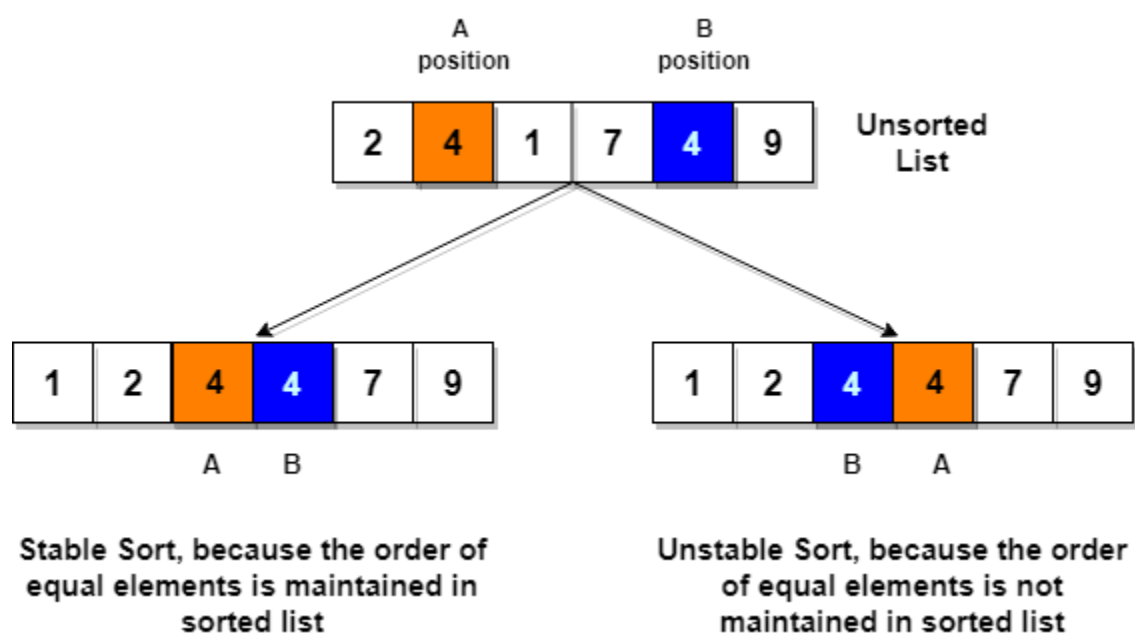 A
position
B
position
2 4 1 7 4 9
Unsorted
List
1 2 4 4 7 9
A B
1 2 4 4 7 9
B A
Stable Sort, because the order of
equal elements is maintained in
sorted list
Unstable Sort, because the order
of equal elements is not
maintained in sorted list